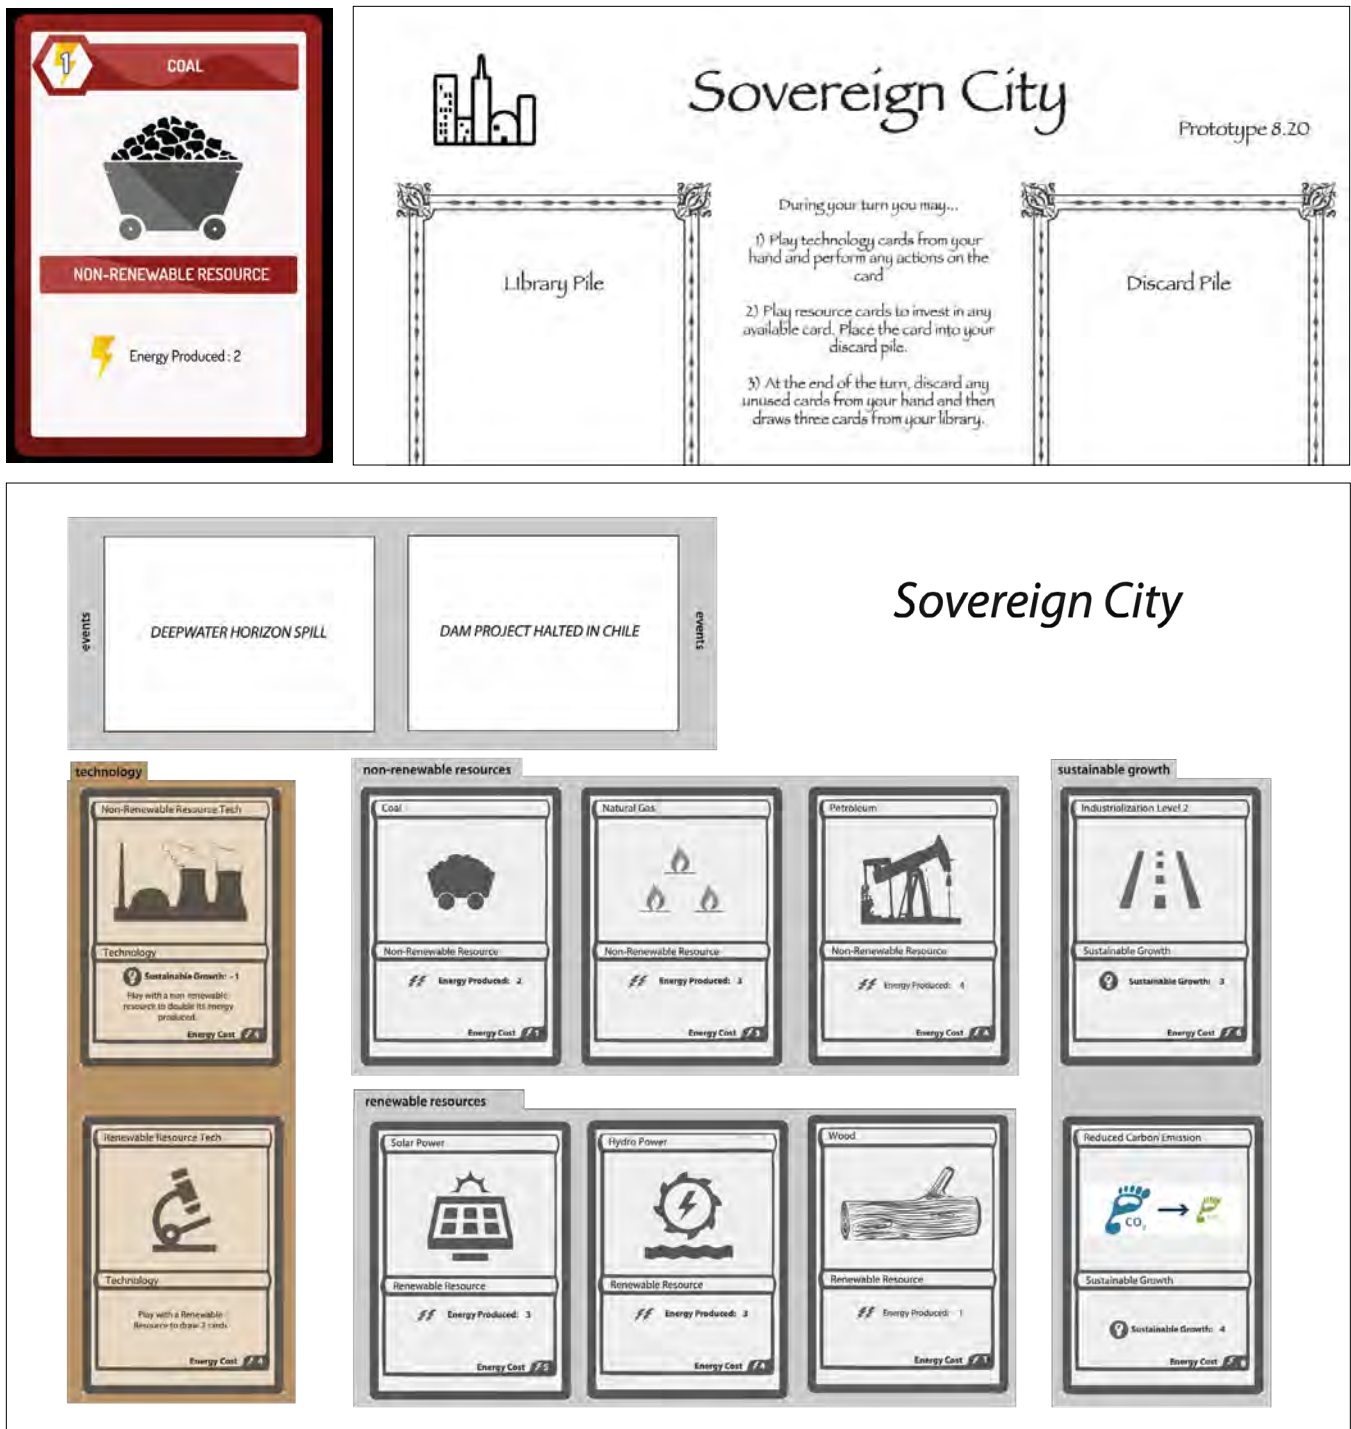 1
COAL
NON-RENEWABLE RESOURCE
Energy Produced : 2
Sovereign City
Prototype 8.20
Library Pile
During your turn you may...
1) Play technology cards from your
hand and perform any actions on the
card
2) Play resource cards to invest in any
available card. Place the card into your
discard pile.
3) At the end of the turn, discard any
unused cards from your hand and then
draws three cards from your library.
Discard Pile
events
DEEPWATER HORIZON SPILL
DAM PROJECT HALTED IN CHILE
events
Sovereign City
technology
Non-Renewable Resource Tech
Technology
Sustainable Growth: -1
Play with a non-renewable
resource to double its energy
produced.
Energy Cost
Renewable Resource Tech
Technology
Play with a Renewable
Resource to draw 2 cards
Energy Cost 4
non-renewable resources
Coal
Non-Renewable Resource
Energy Produced: 2
Energy Cost 1
Natural Gas
Non-Renewable Resource
Energy Produced: 3
Energy Cost 3
Petroleum
Non-Renewable Resource
Energy Produced: 4
Energy Cost 4
renewable resources
Solar Power
Renewable Resource
Energy Produced: 3
Energy Cost 5
Hydro Power
Renewable Resource
Energy Produced: 3
Energy Cost 4
Wood
Renewable Resource
Energy Produced: 1
Energy Cost 1
sustainable growth
Industrialization Level 2
Sustainable Growth
Sustainable Growth: 3
Energy Cost 6
Reduced Carbon Emission
CO2
Sustainable Growth
Sustainable Growth: 4
Energy Cost